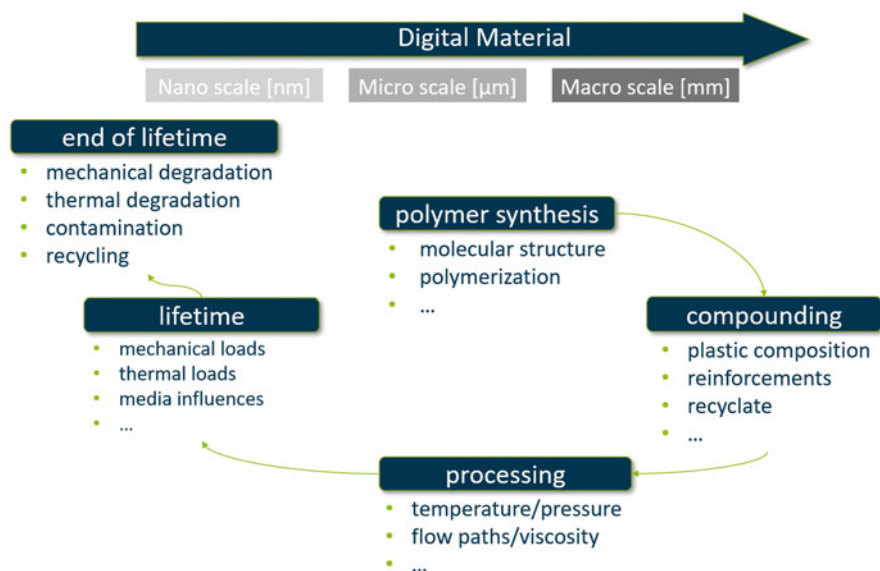 Digital Material
Nano scale [nm]
Micro scale [µm]
Macro scale [mm]
end of lifetime
• mechanical degradation
• thermal degradation
• contamination
• recycling
polymer synthesis
• molecular structure
• polymerization
• ...
lifetime
• mechanical loads
• thermal loads
• media influences
• ...
compounding
• plastic composition
• reinforcements
• recyclate
• ...
processing
• temperature/pressure
• flow paths/viscosity
• ...